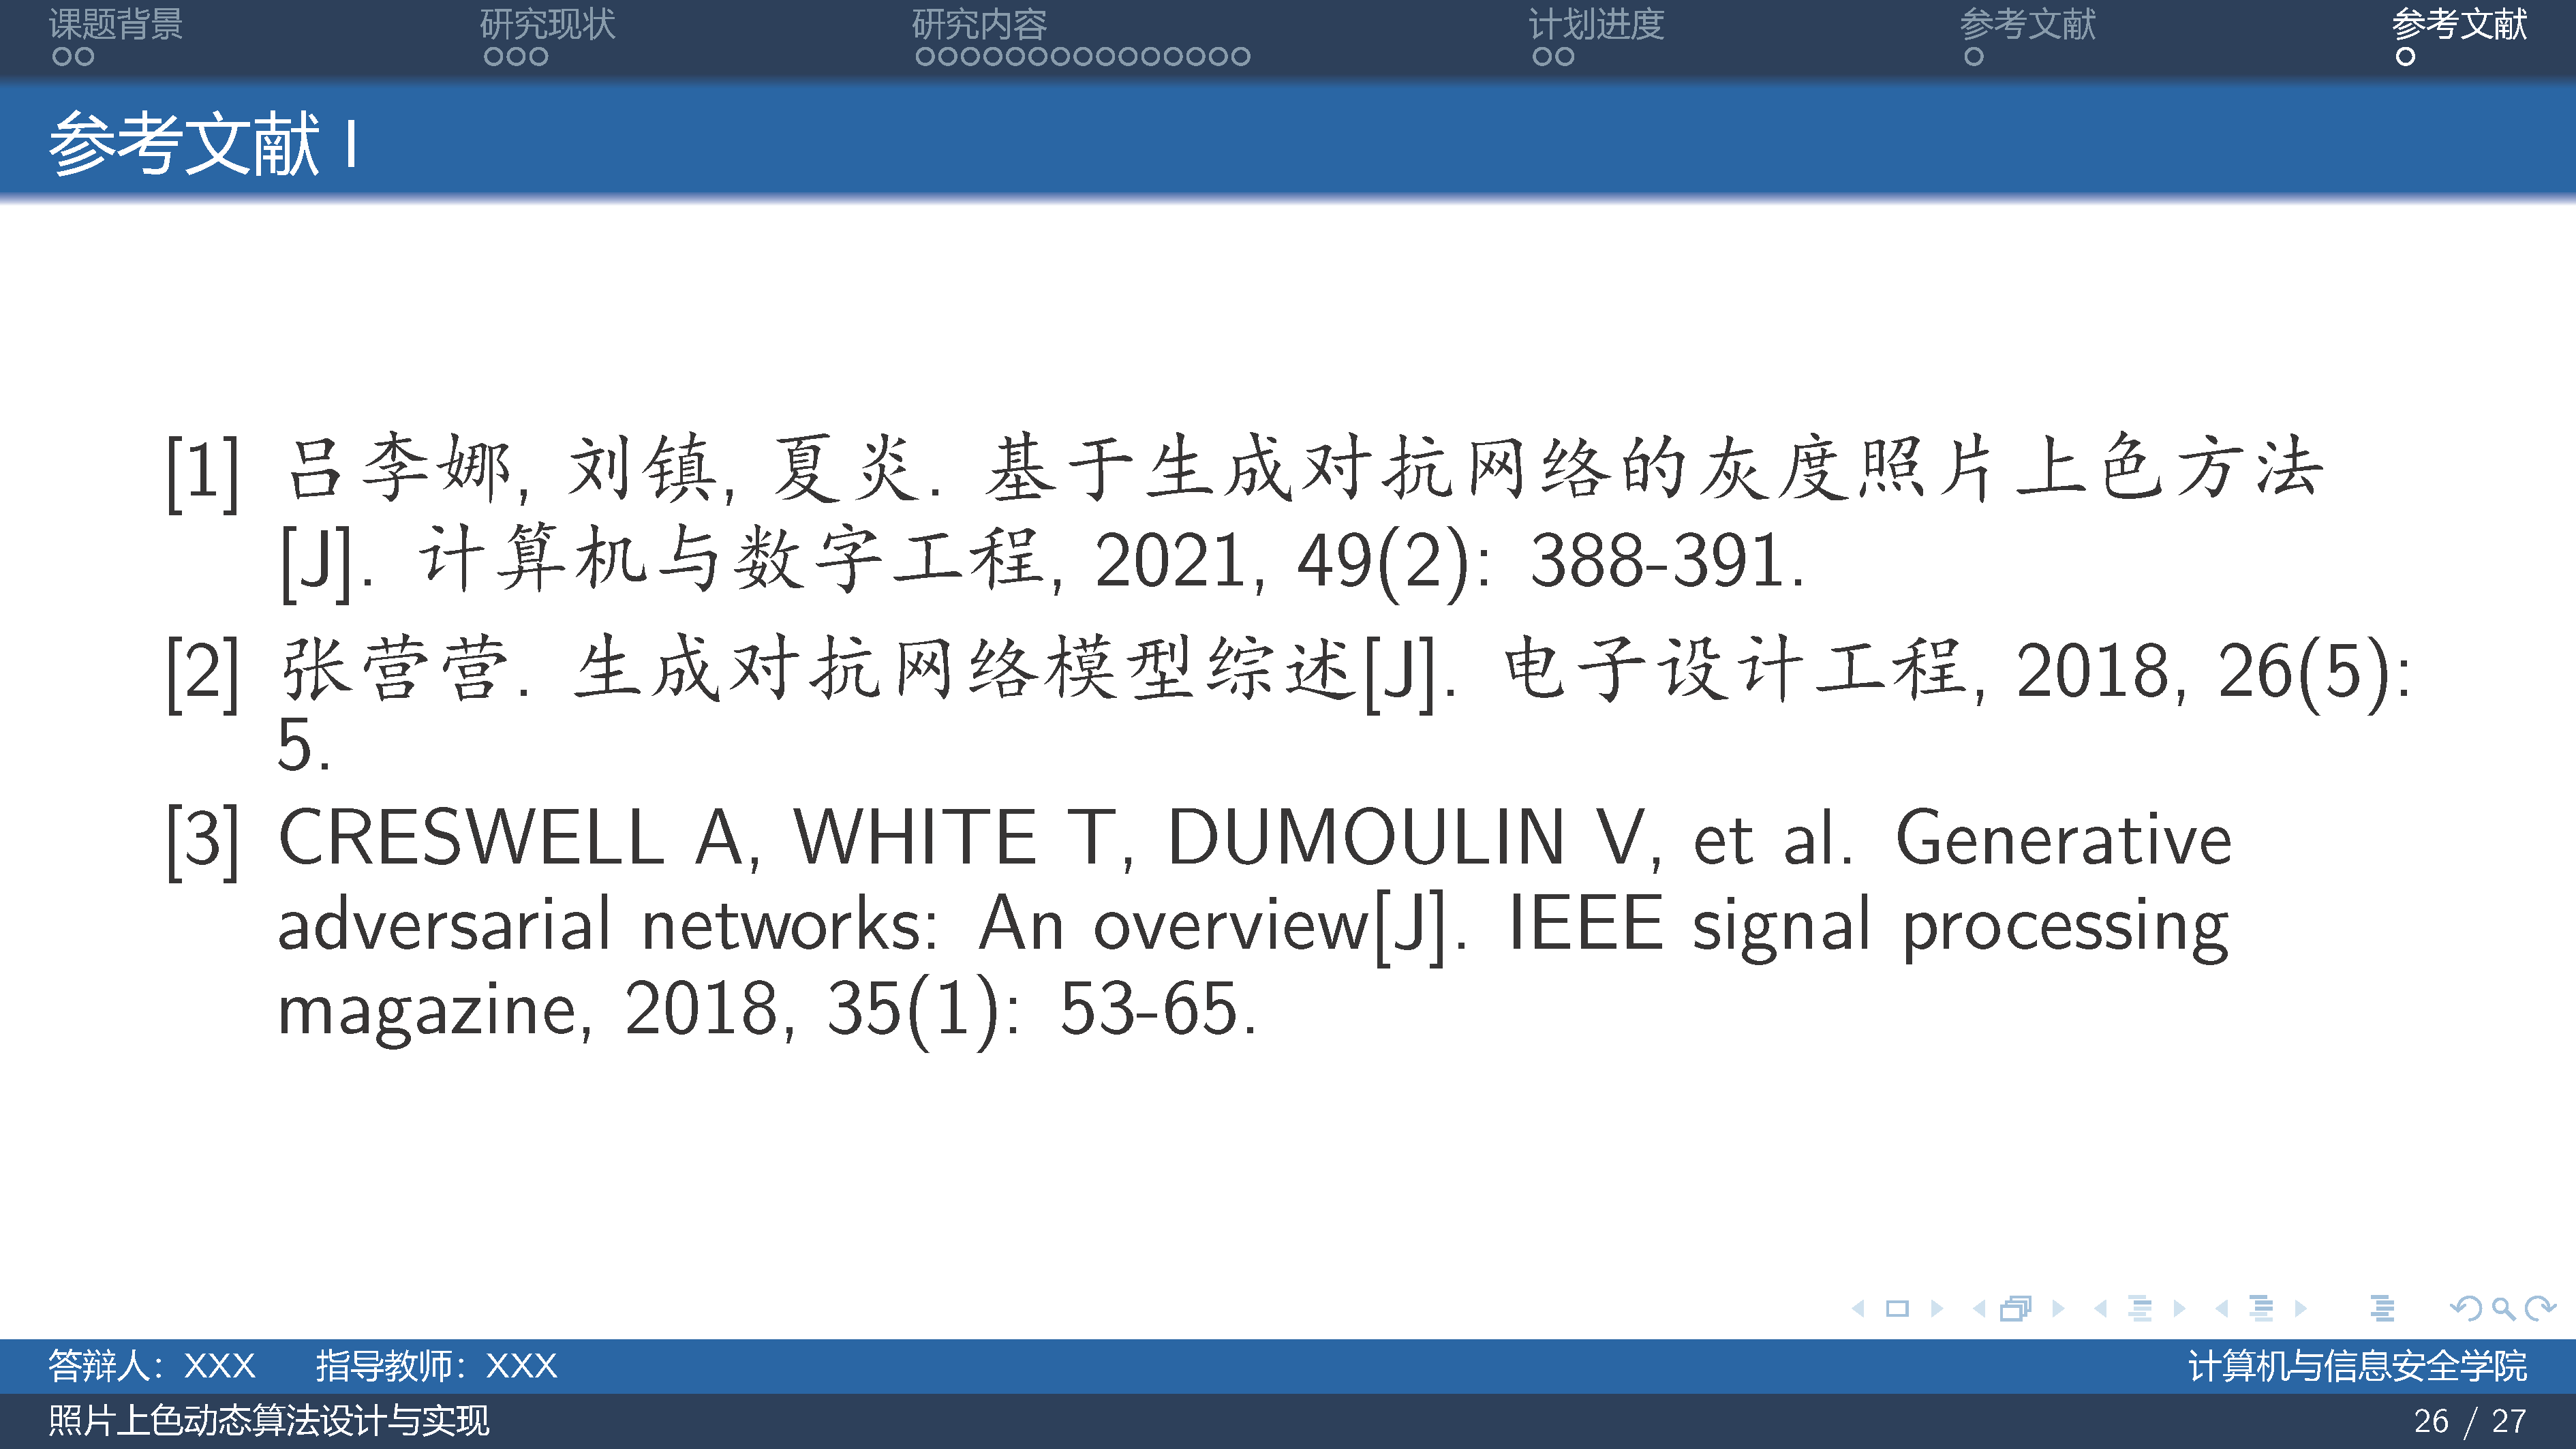 课题背景 研究现状 研究内容 计划进度 参考文献 参考文献
参考文献 I
[1] 吕李娜, 刘镇, 夏炎. 基于生成对抗网络的灰度照片上色方法
[J]. 计算机与数字工程, 2021, 49(2): 388-391.
[2] 张营营. 生成对抗网络模型综述[J]. 电子设计工程, 2018, 26(5):
5.
[3] CRESWELL A, WHITE T, DUMOULIN V, et al. Generative
adversarial networks: An overview[J]. IEEE signal processing
magazine, 2018, 35(1): 53-65.
答辩人：XXX 指导教师：XXX 计算机与信息安全学院
照片上色动态算法设计与实现 26 / 27